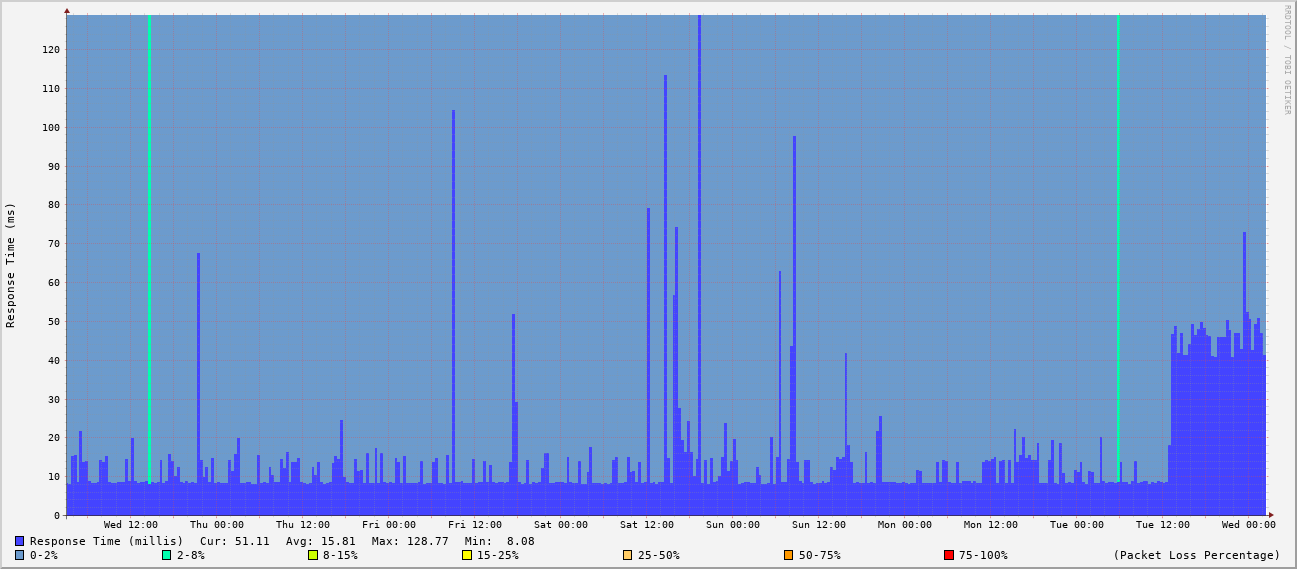 RRDTOOL / TOBI OETIKER
Response Time (ms)
120
110
100
90
80
70
60
50
40
30
20
10
0
Wed 12:00 Thu 00:00 Thu 12:00 Fri 00:00 Fri 12:00 Sat 00:00 Sat 12:00 Sun 00:00 Sun 12:00 Mon 00:00 Mon 12:00 Tue 00:00 Tue 12:00 Wed 00:00
Response Time (millis) Cur: 51.11 Avg: 15.81 Max: 128.77 Min: 8.08
0-2% 2-8% 8-15% 15-25% 25-50% 50-75% 75-100% (Packet Loss Percentage)